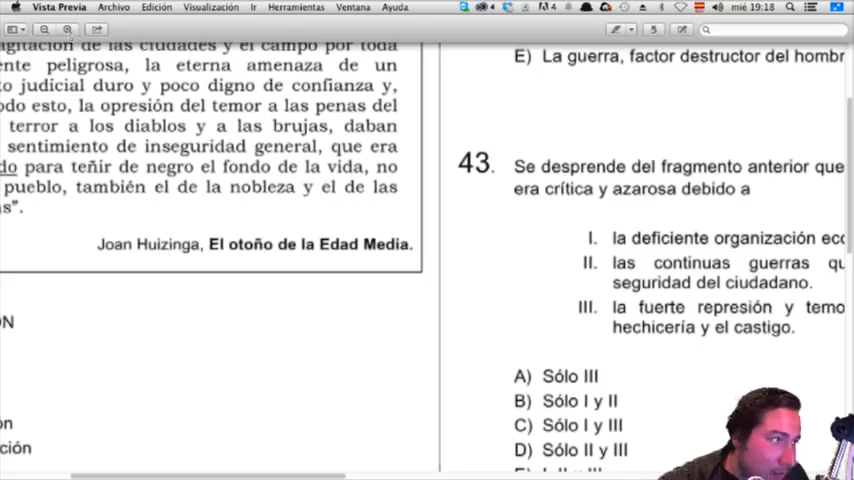 Vista Previa Archivo Edición Visualización Ir Herramientas Ventana Ayuda 4 4 mié 19:18
agitación de las ciudades y el campo por toda
ente peligrosa, la eterna amenaza de un
to judicial duro y poco digno de confianza y,
odo esto, la opresión del temor a las penas del
terror a los diablos y a las brujas, daban
sentimiento de inseguridad general, que era
do para teñir de negro el fondo de la vida, no
pueblo, también el de la nobleza y el de las
s”.
Joan Huizinga, El otoño de la Edad Media.
ÓN
ón
ción
E) La guerra, factor destructor del hombr
43. Se desprende del fragmento anterior que
era crítica y azarosa debido a
I. la deficiente organización eco
II. las continuas guerras qu
seguridad del ciudadano.
III. la fuerte represión y temo
hechicería y el castigo.
A) Sólo III
B) Sólo I y II
C) Sólo I y III
D) Sólo II y III